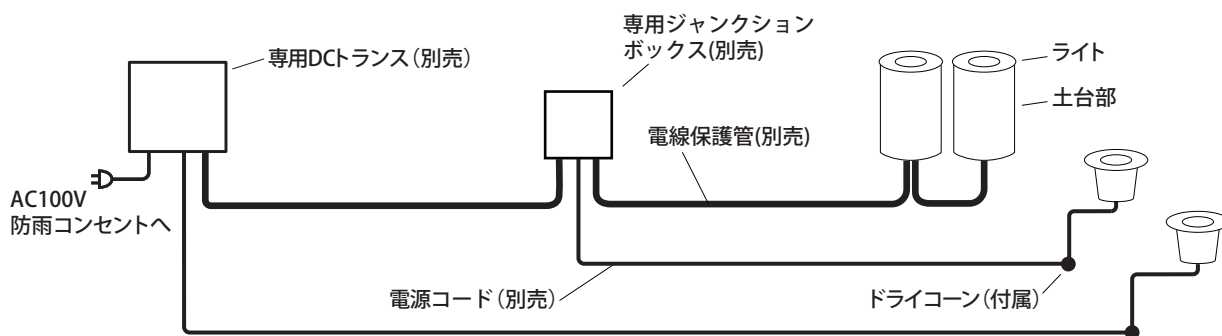 専用DCトランス（別売）
専用ジャンクション
ボックス(別売)
ライト
土台部
電線保護管(別売)
AC100V
防雨コンセントへ
電源コード（別売）
ドライコーン（付属）